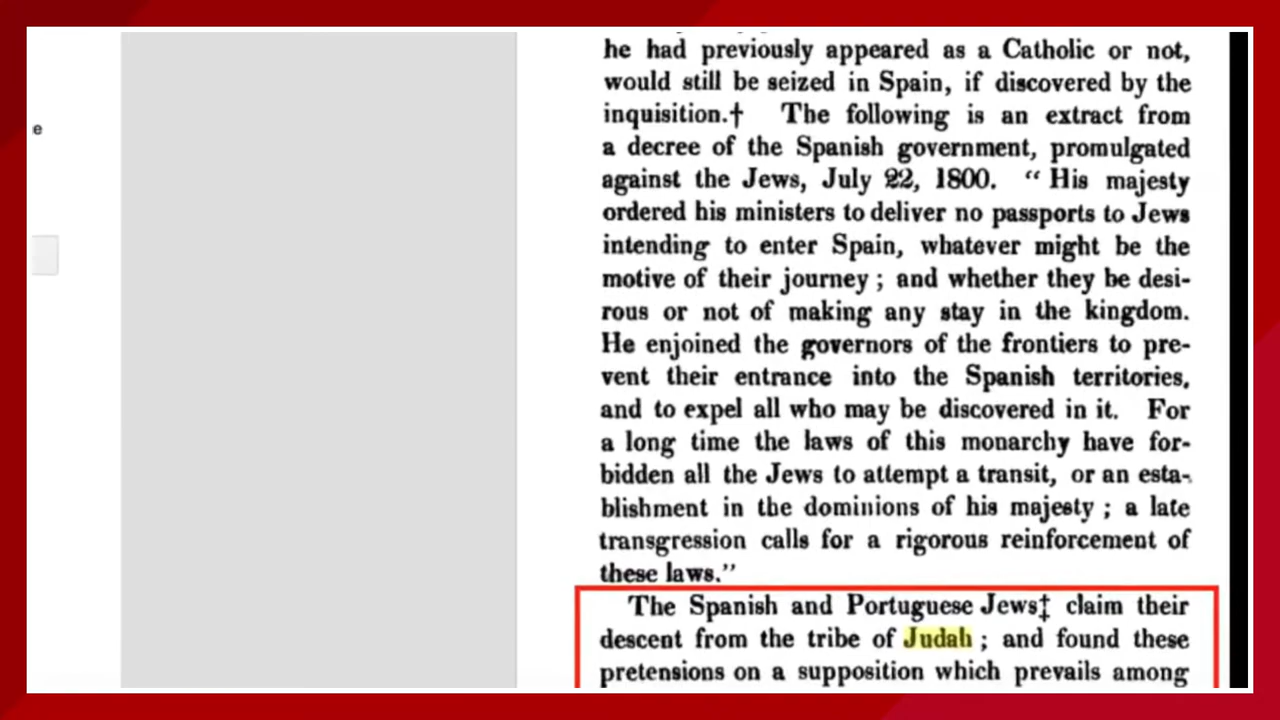 he had previously appeared as a Catholic or not,
would still be seized in Spain, if discovered by the
e
inquisition.† The following is an extract from
a decree of the Spanish government, promulgated
against the Jews, July 22, 1800. “ His majesty
ordered his ministers to deliver no passports to Jews
intending to enter Spain, whatever might be the
motive of their journey ; and whether they be desi-
rous or not of making any stay in the kingdom.
He enjoined the governors of the frontiers to pre-
vent their entrance into the Spanish territories,
and to expel all who may be discovered in it. For
a long time the laws of this monarchy have for-
bidden all the Jews to attempt a transit, or an esta-
blishment in the dominions of his majesty ; a late
transgression calls for a rigorous reinforcement of
these laws.”
The Spanish and Portuguese Jews‡ claim their
descent from the tribe of Judah ; and found these
pretensions on a supposition which prevails among